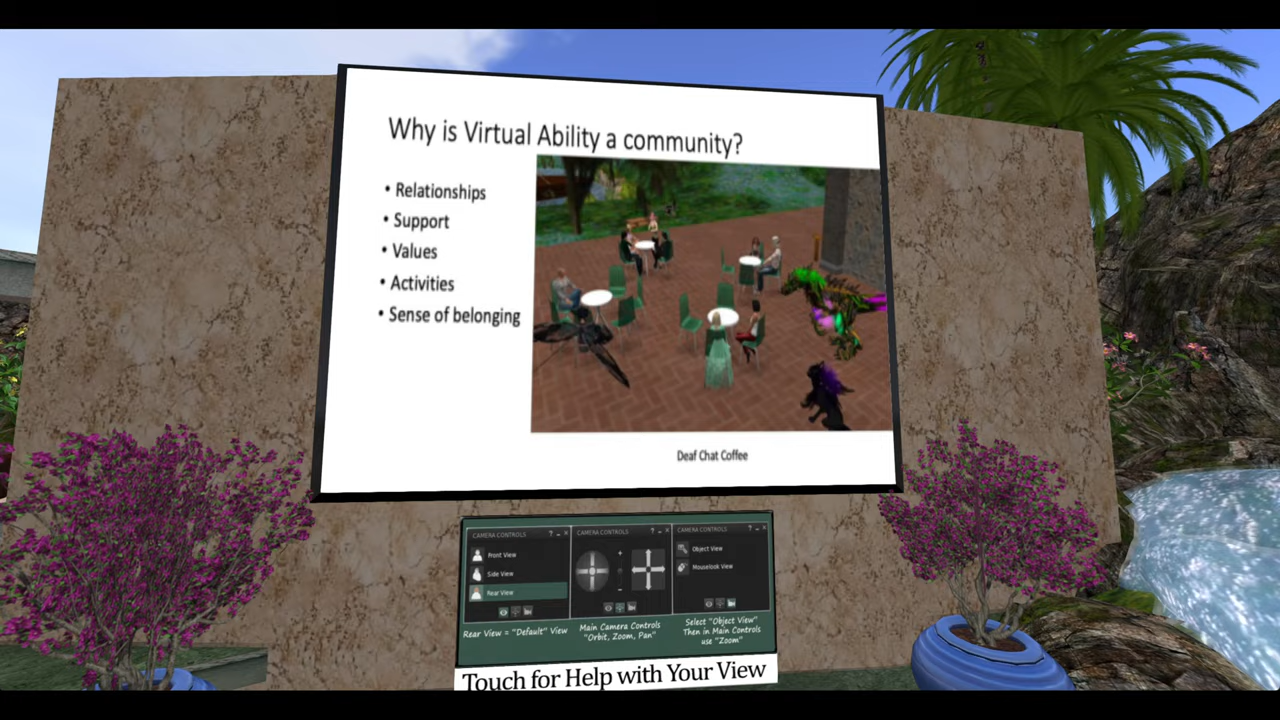 Why is Virtual Ability a community?
• Relationships
• Support
• Values
• Activities
• Sense of belonging
Deaf Chat Coffee
CAMERA CONTROLS
Front View
Side View
Rear View
Rear View = "Default" View
CAMERA CONTROLS
Main Camera Controls
"Orbit, Zoom, Pan"
CAMERA CONTROLS
Object View
Mouselook View
Select "Object View"
Then in Main Controls
use "Zoom"
Touch for Help with Your View